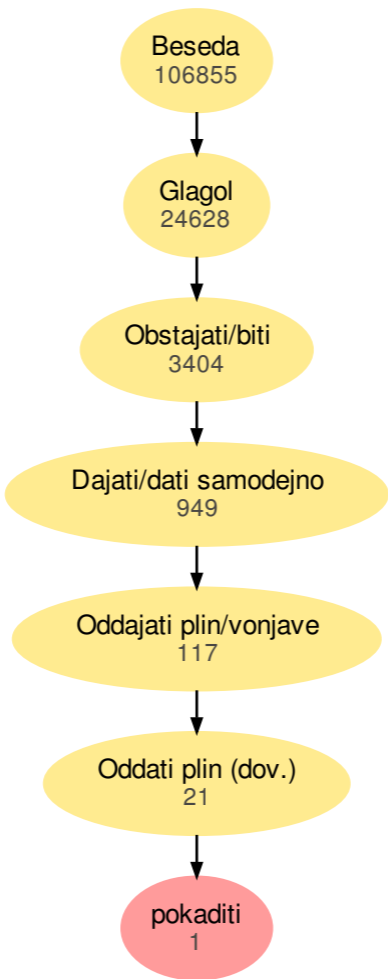 Beseda
106855
Glagol
24628
Obstajati/biti
3404
Dajati/dati samodejno
949
Oddajati plin/vonjave
117
Oddati plin (dov.)
21
pokaditi
1